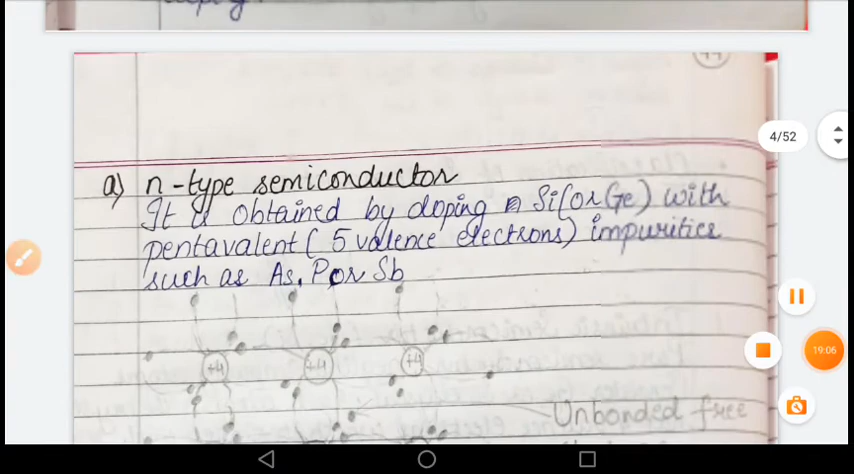 4/52
a) n-type semiconductor
It is obtained by doping Si(or Ge) with
pentavalent ( 5 valence electrons) impurities
such as As, P or Sb
+4 +4 +4
Unbonded free
19:06